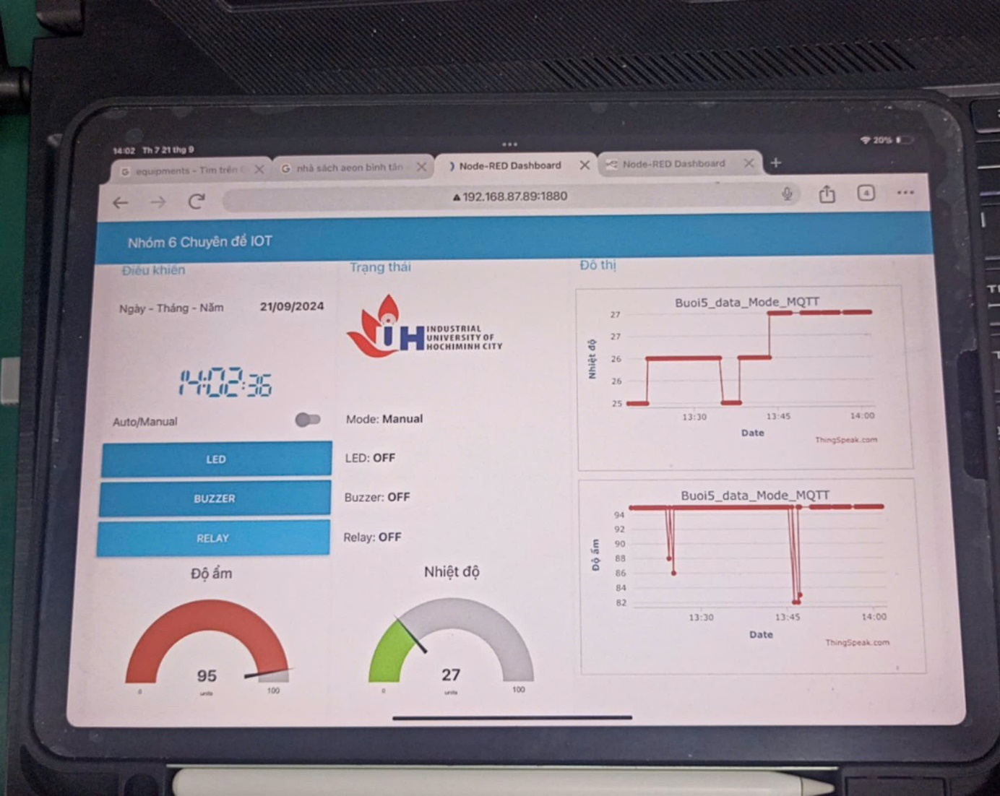 14:02 Th 7 21 thg 9
20%
equipments - Tìm trên
nhà sách aeon bình tân
Node-RED Dashboard
Node-RED Dashboard
192.168.87.89:1880
4
Nhóm 6 Chuyên đề IOT
Điều khiển
Ngày - Tháng - Năm 21/09/2024
14:02:36
Auto/Manual
LED
BUZZER
RELAY
Độ ẩm
95
units
0
100
Trạng thái
IUH
INDUSTRIAL
UNIVERSITY OF
HOCHIMINH CITY
Mode: Manual
LED: OFF
Buzzer: OFF
Relay: OFF
Nhiệt độ
27
units
0
100
Đồ thị
Buoi5_data_Mode_MQTT
Nhiệt độ
27
27
26
26
25
13:30 13:45 14:00
Date
ThingSpeak.com
Buoi5_data_Mode_MQTT
Độ ẩm
94
92
90
88
86
84
82
13:30 13:45 14:00
Date
ThingSpeak.com